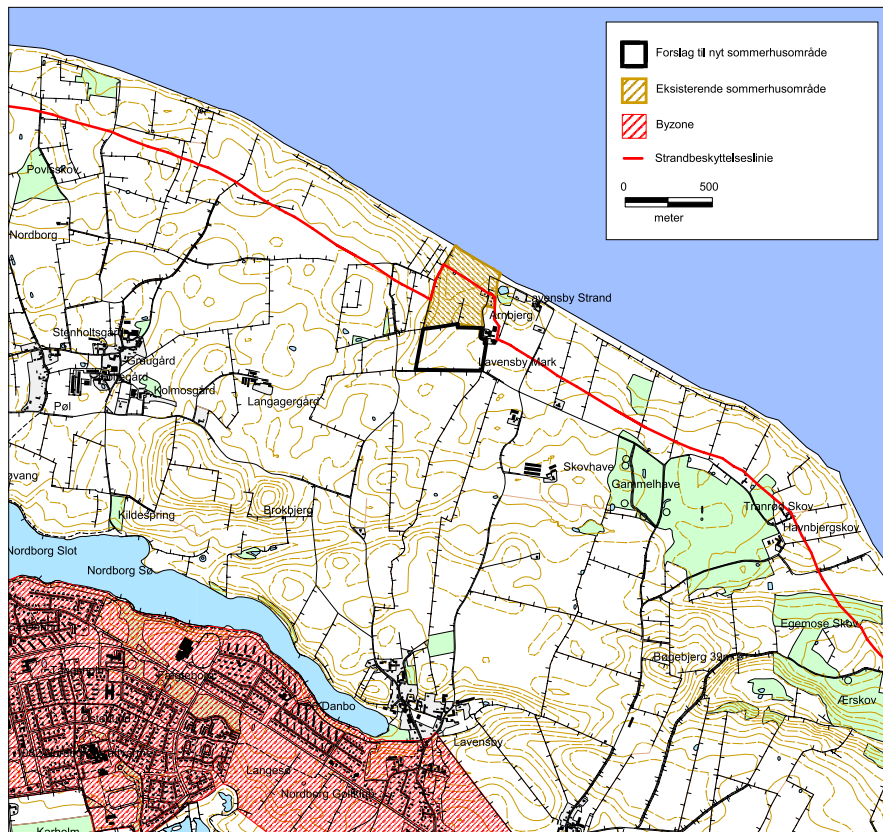 Forslag til nyt sommerhusområde
Eksisterende sommerhusområde
Byzone
Strandbeskyttelseslinie
0 500
meter
Povlsskov
Nordborg
Lavensby Strand
Arnbjerg
Stenholtsgård
Graugård
Lavensby Mark
Kolmosgård
Langagergård
Pøl
Skovhave
Gammelhave
Tranrød Skov
Brokbjerg
Kildespring
Havnbjergskov
Nordborg Slot
Nordborg Sø
Egemose Skov
Bøgebjerg 39m
Ærskov
Danbo
Lavensby
Langesø
Nordborg
Karholm